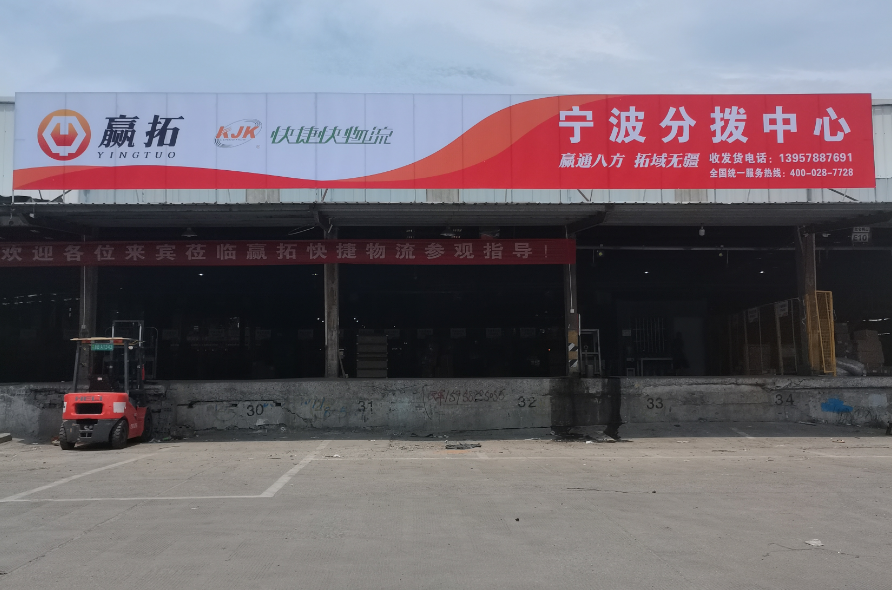 赢拓
YINGTUO
KJK 快捷快物流
宁波分拨中心
赢通八方 拓域无疆
收发货电话：13957887691
全国统一服务热线：400-028-7728
欢迎各位来宾莅临赢拓快捷物流参观指导！
30
31
32
33
34